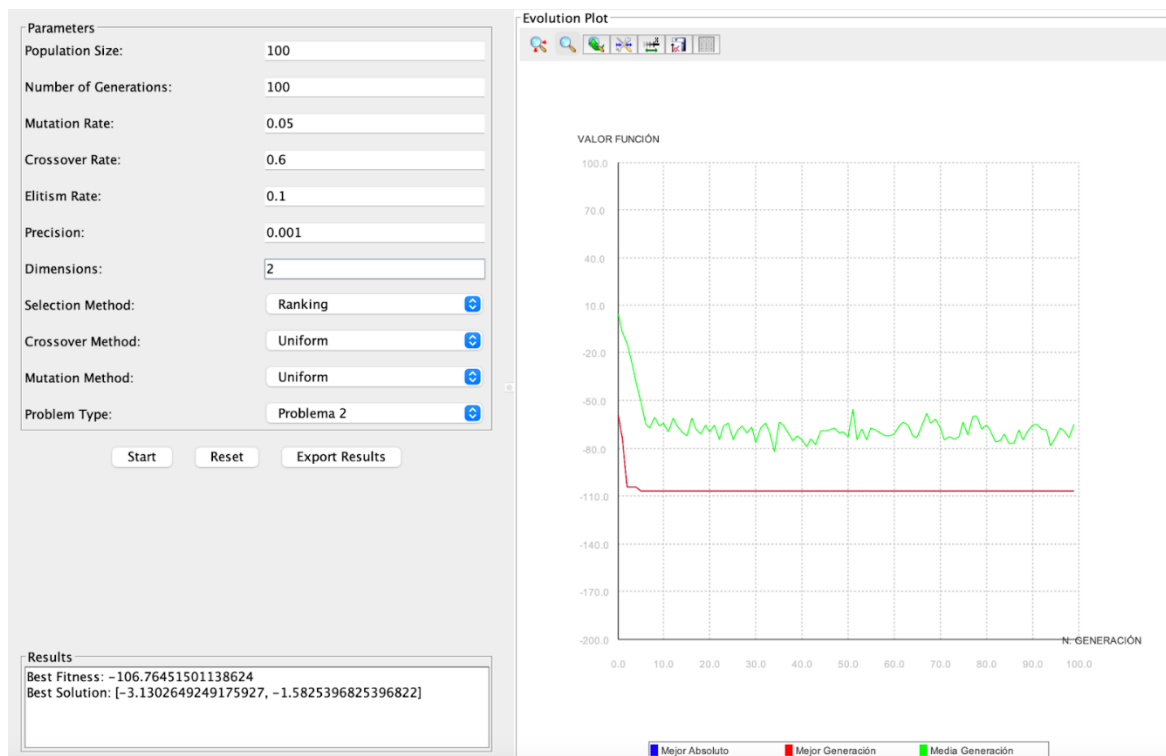 Parameters
Population Size: 100
Number of Generations: 100
Mutation Rate: 0.05
Crossover Rate: 0.6
Elitism Rate: 0.1
Precision: 0.001
Dimensions: 2
Selection Method: Ranking
Crossover Method: Uniform
Mutation Method: Uniform
Problem Type: Problema 2
Start Reset Export Results
Results
Best Fitness: -106.76451501138624
Best Solution: [-3.1302649249175927, -1.5825396825396822]
Evolution Plot
VALOR FUNCIÓN
100.0
70.0
40.0
10.0
-20.0
-50.0
-80.0
-110.0
-140.0
-170.0
-200.0
N. GENERACIÓN
0.0 10.0 20.0 30.0 40.0 50.0 60.0 70.0 80.0 90.0 100.0
Mejor Absoluto Mejor Generación Media Generación